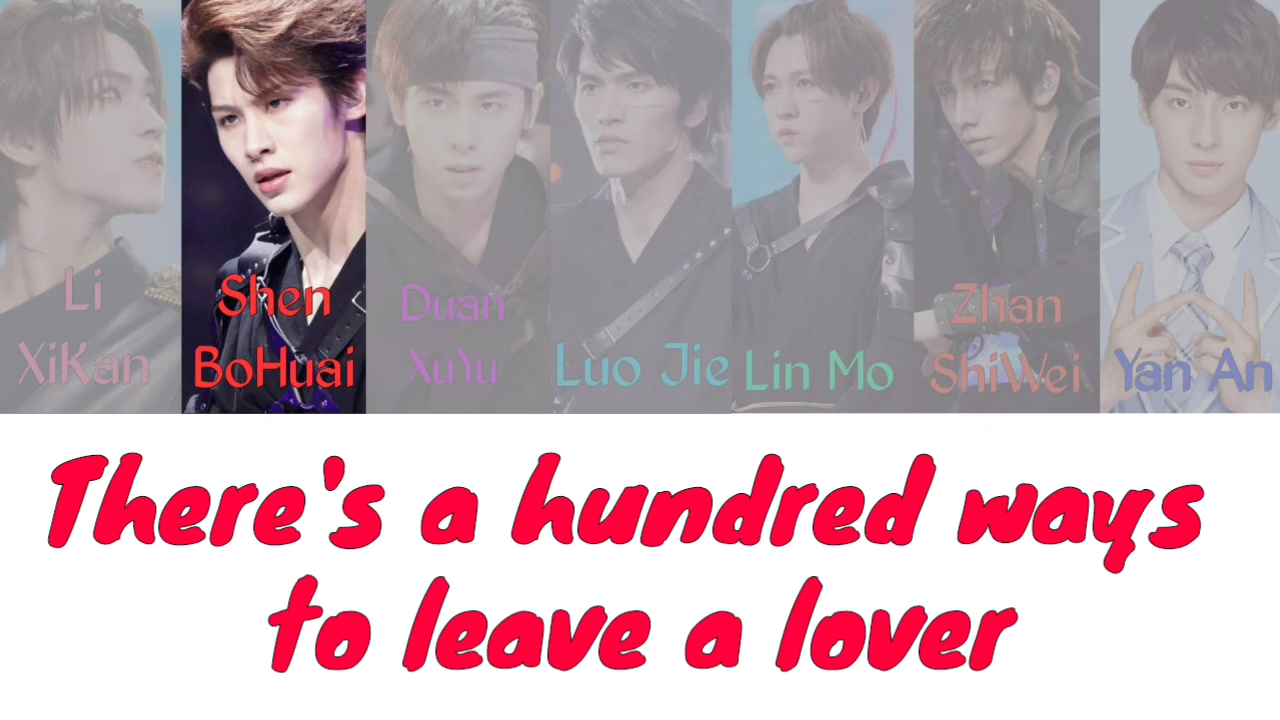 Li
XiKan
Shen
BoHuai
Duan
XuYu
Luo Jie
Lin Mo
Zhan
ShiWei
Yan An
There's a hundred ways
to leave a lover